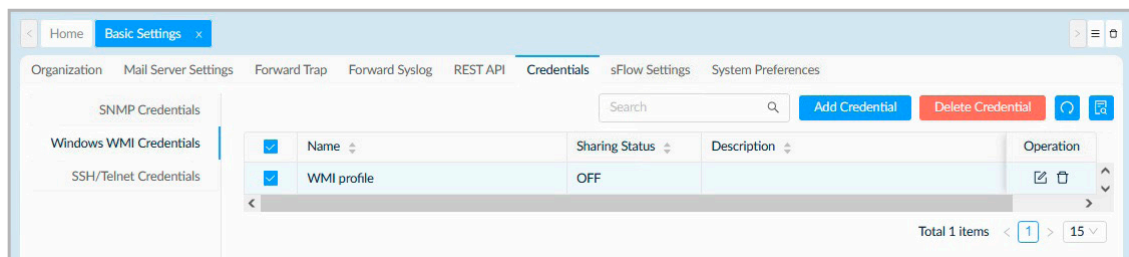 Home Basic Settings x
Organization Mail Server Settings Forward Trap Forward Syslog REST API Credentials sFlow Settings System Preferences
SNMP Credentials
Windows WMI Credentials
SSH/Telnet Credentials
Search Add Credential Delete Credential
Name Sharing Status Description Operation
WMI profile OFF
Total 1 items < 1 > 15